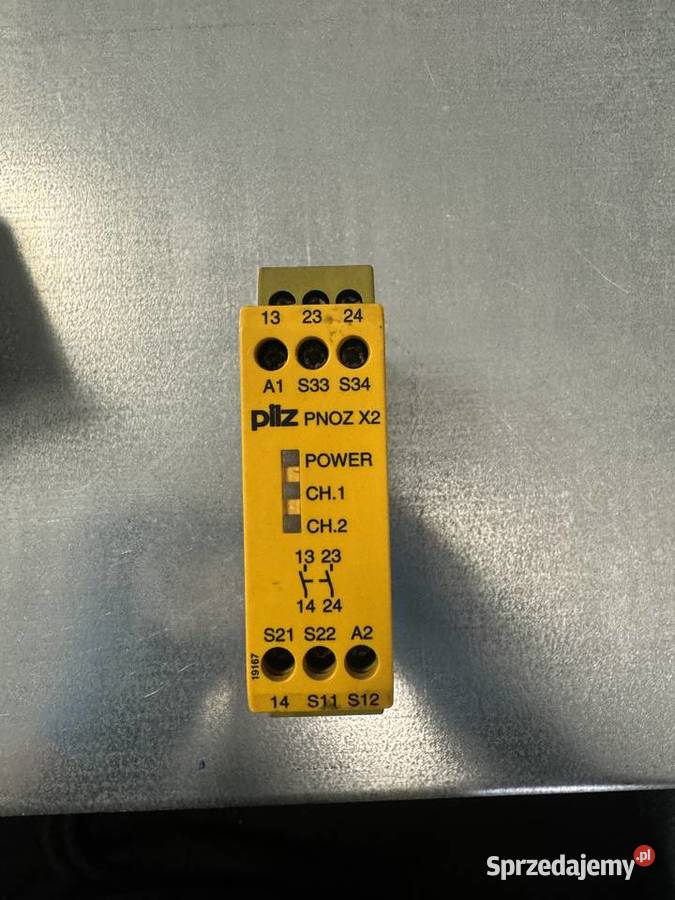 13 23 24
A1 S33 S34
pilz PNOZ X2
POWER
CH.1
CH.2
13 23
14 24
S21 S22 A2
19167
14 S11 S12
Sprzedajemy.pl